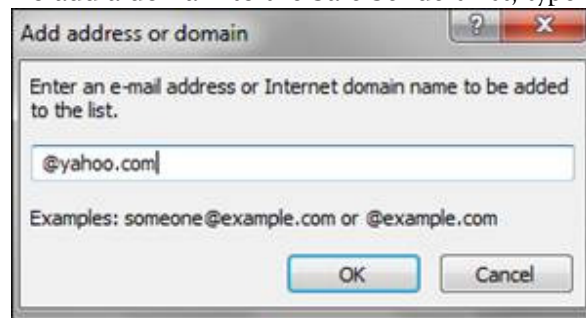 Add address or domain
Enter an e-mail address or Internet domain name to be added
to the list.
@yahoo.com
Examples: someone@example.com or @example.com
OK
Cancel